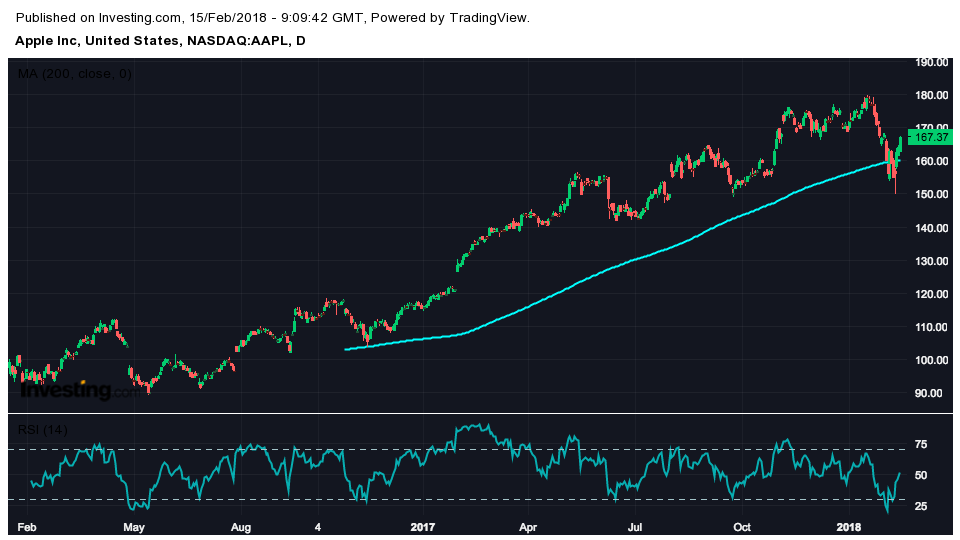 Published on Investing.com, 15/Feb/2018 - 9:09:42 GMT, Powered by TradingView.
Apple Inc, United States, NASDAQ:AAPL, D
MA (200, close, 0)
190.00
180.00
170.00
167.37
160.00
150.00
140.00
130.00
120.00
110.00
100.00
90.00
Investing.com
RSI (14)
75
50
25
Feb May Aug 4 2017 Apr Jul Oct 2018